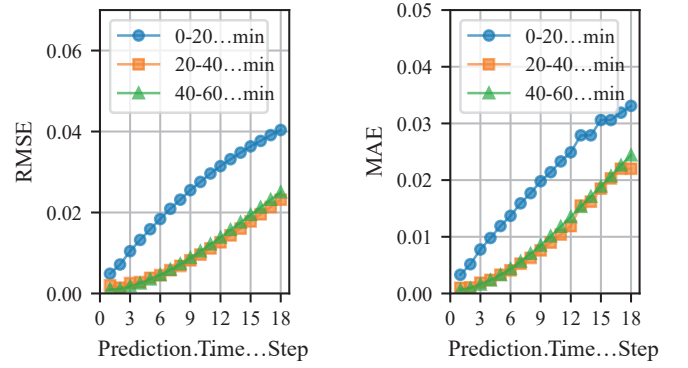 0.06
0.04
0.02
0.00
RMSE
0-20…min
20-40…min
40-60…min
0 3 6 9 12 15 18
Prediction…Time…Step
0.05
0.04
0.03
0.02
0.01
0.00
MAE
0-20…min
20-40…min
40-60…min
0 3 6 9 12 15 18
Prediction…Time…Step